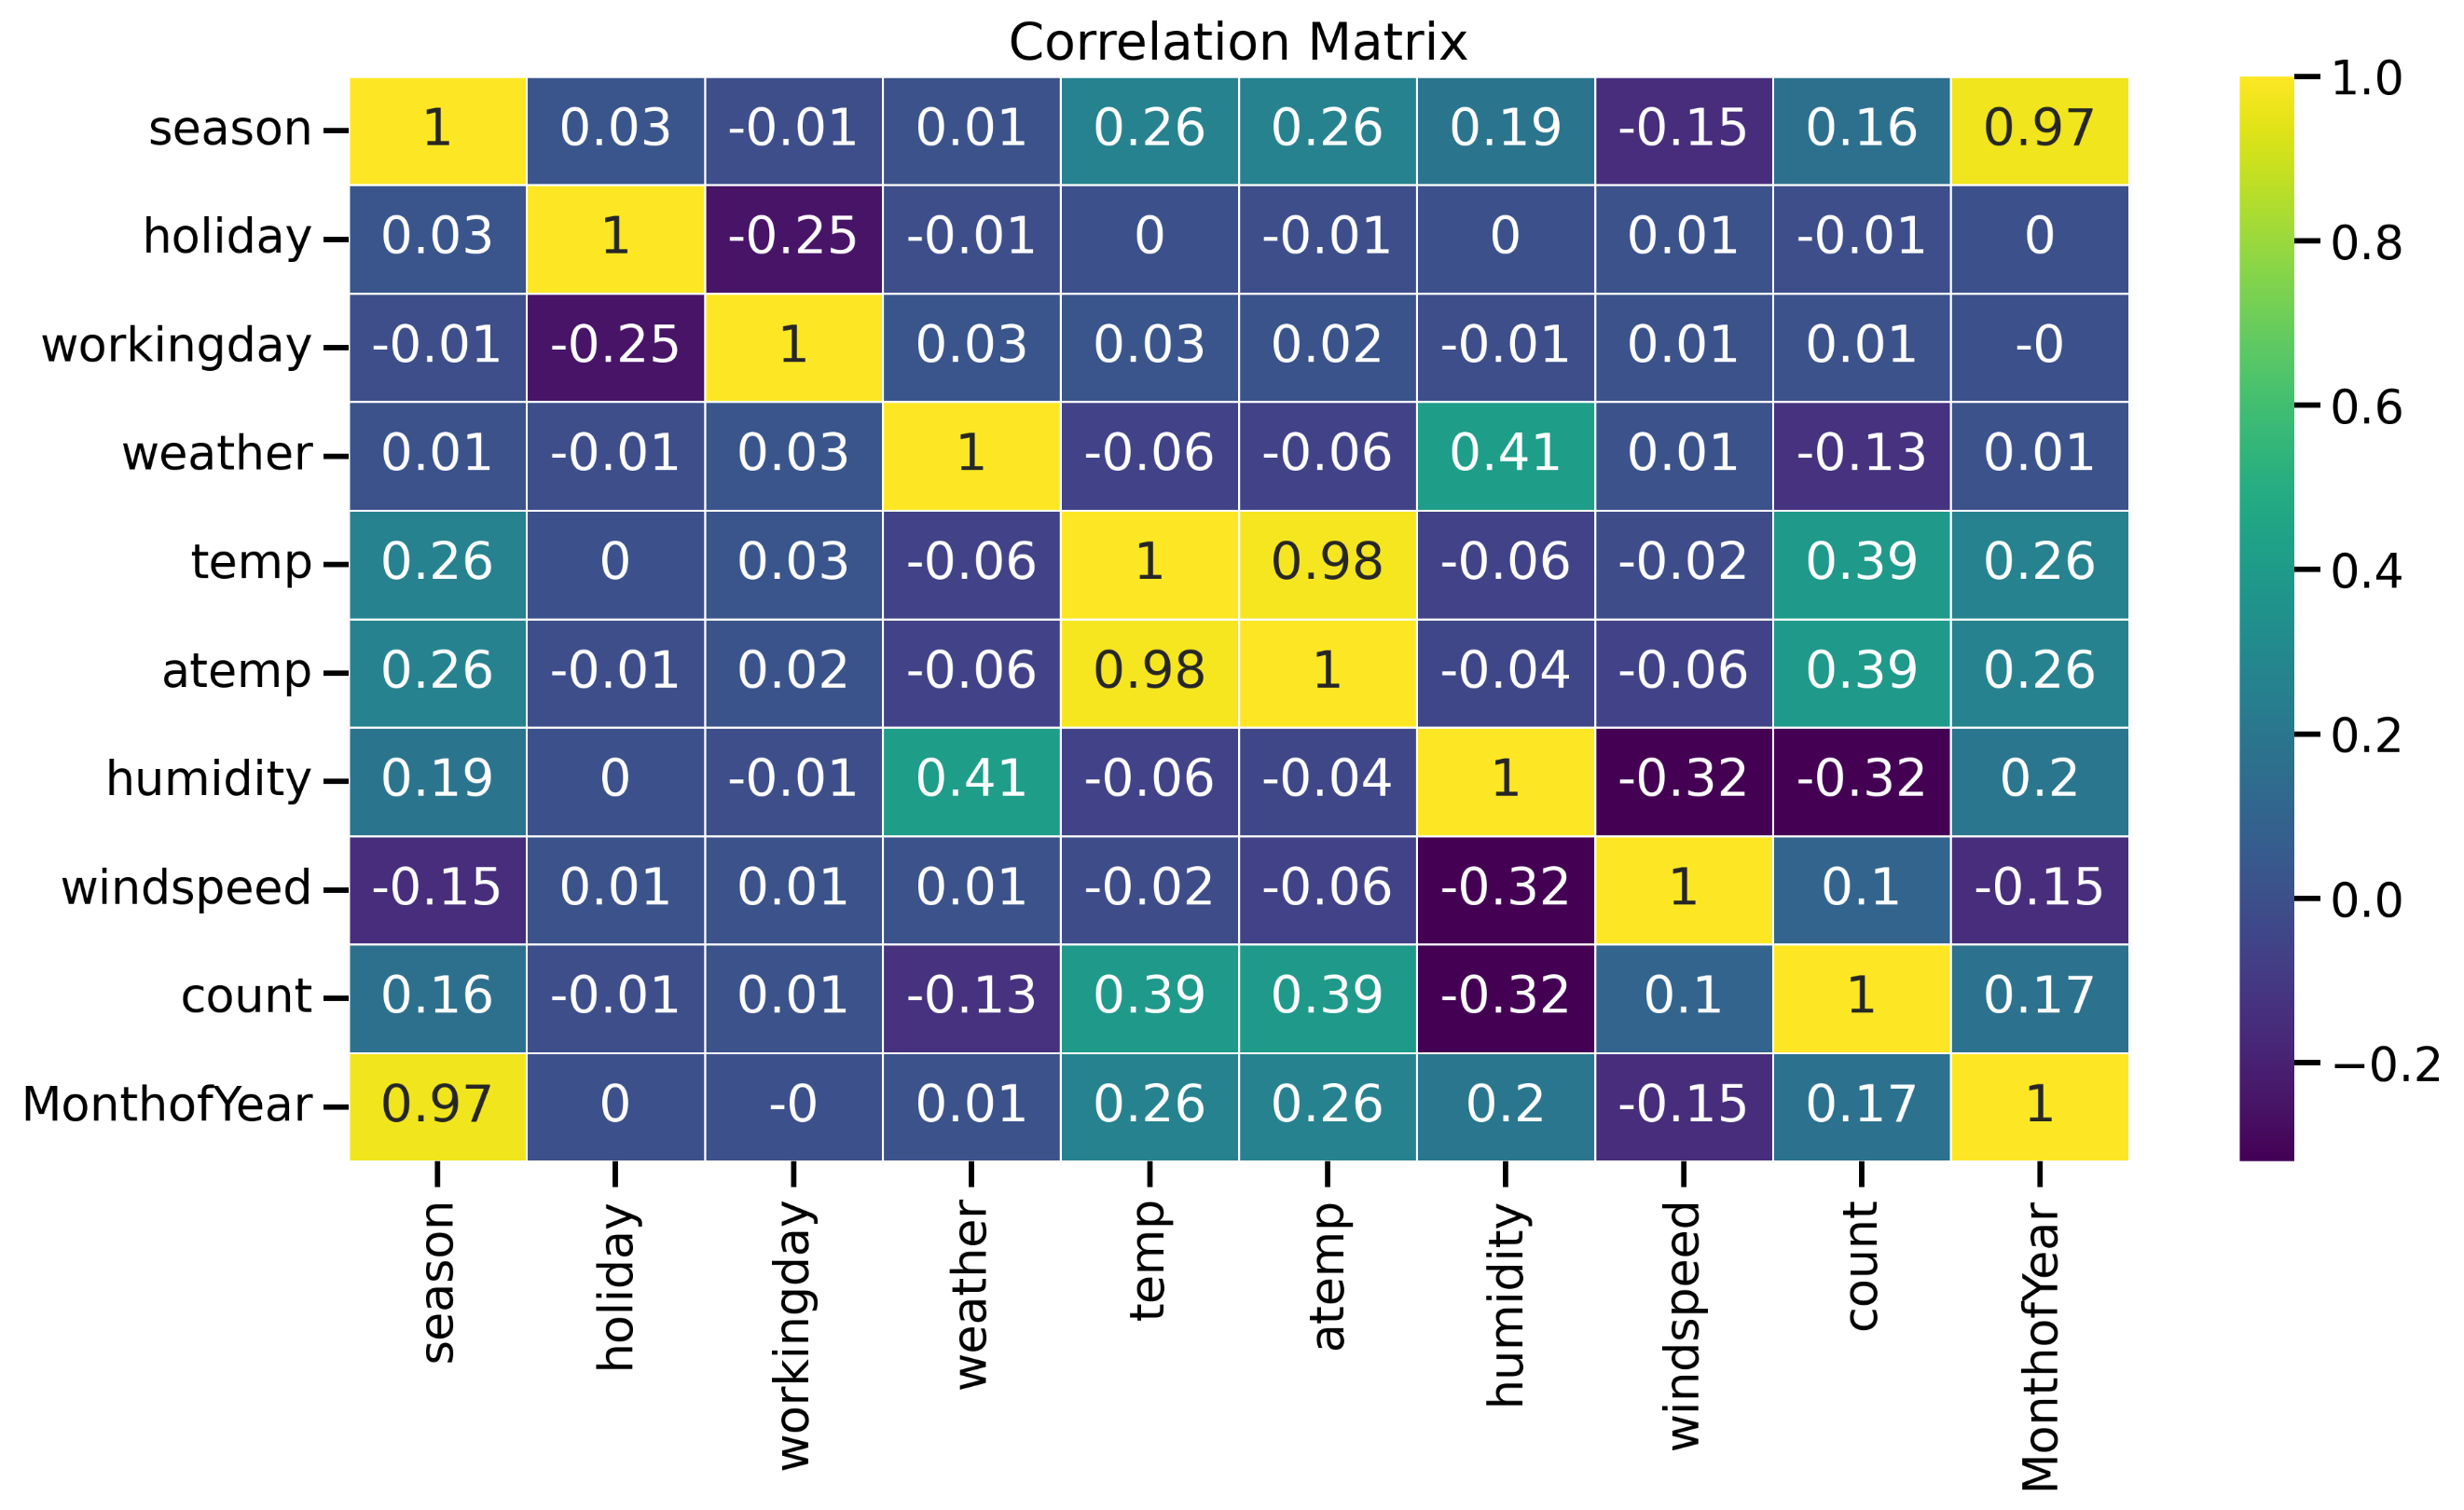 Correlation Matrix
season 1 0.03 -0.01 0.01 0.26 0.26 0.19 -0.15 0.16 0.97
holiday 0.03 1 -0.25 -0.01 0 -0.01 0 0.01 -0.01 0
workingday -0.01 -0.25 1 0.03 0.03 0.02 -0.01 0.01 0.01 -0
weather 0.01 -0.01 0.03 1 -0.06 -0.06 0.41 0.01 -0.13 0.01
temp 0.26 0 0.03 -0.06 1 0.98 -0.06 -0.02 0.39 0.26
atemp 0.26 -0.01 0.02 -0.06 0.98 1 -0.04 -0.06 0.39 0.26
humidity 0.19 0 -0.01 0.41 -0.06 -0.04 1 -0.32 -0.32 0.2
windspeed -0.15 0.01 0.01 0.01 -0.02 -0.06 -0.32 1 0.1 -0.15
count 0.16 -0.01 0.01 -0.13 0.39 0.39 -0.32 0.1 1 0.17
MonthofYear 0.97 0 -0 0.01 0.26 0.26 0.2 -0.15 0.17 1
season
holiday
workingday
weather
temp
atemp
humidity
windspeed
count
MonthofYear
1.0
0.8
0.6
0.4
0.2
0.0
−0.2